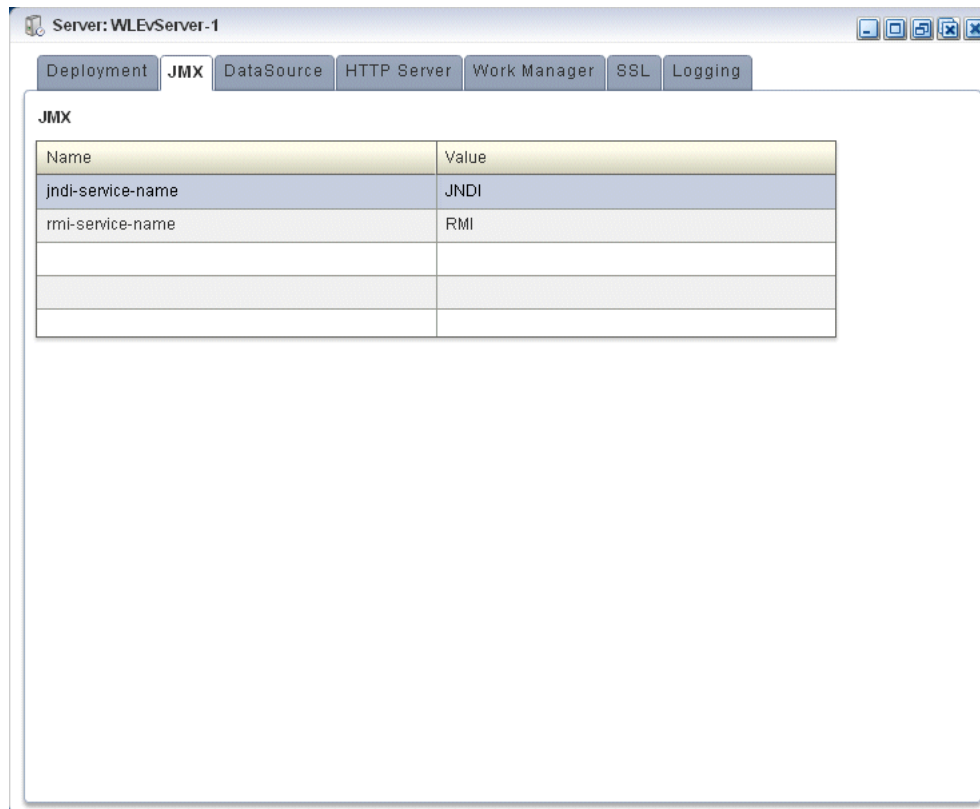 Server: WLEvServer-1
Deployment JMX DataSource HTTP Server Work Manager SSL Logging
JMX
Name Value
jndi-service-name JNDI
rmi-service-name RMI